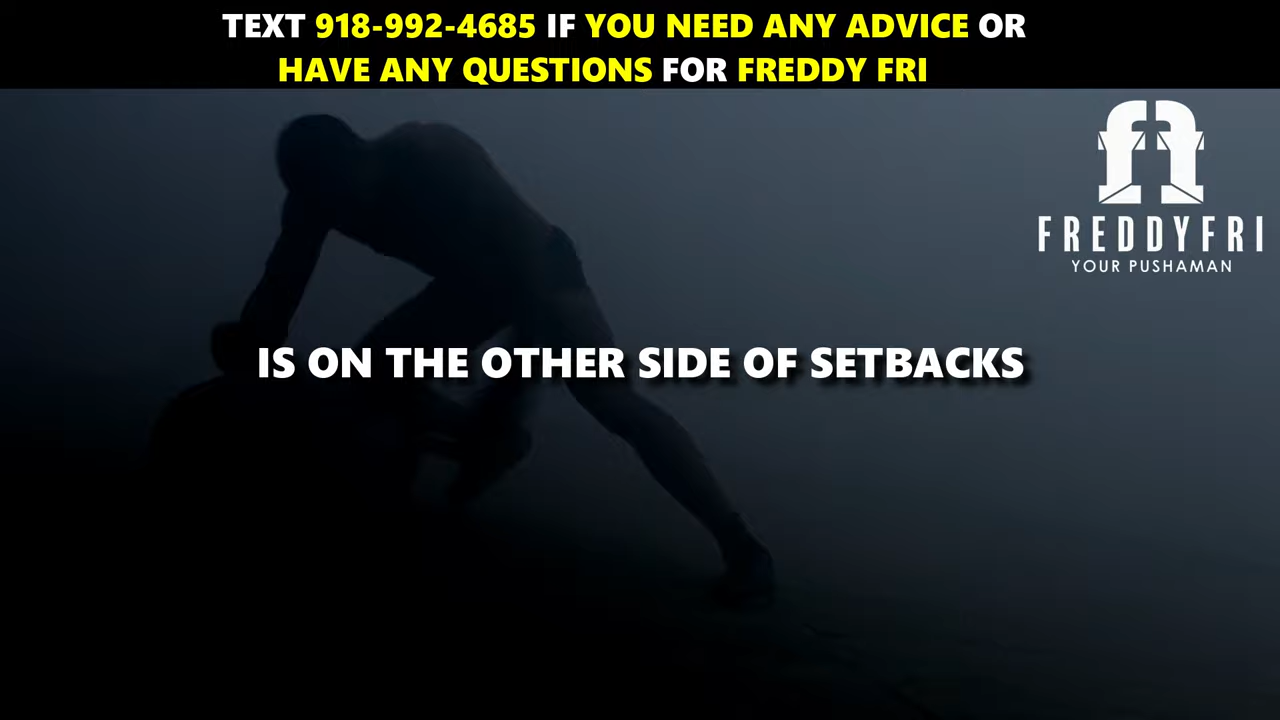 TEXT 918-992-4685 IF YOU NEED ANY ADVICE OR
HAVE ANY QUESTIONS FOR FREDDY FRI
FREDDYFRI
YOUR PUSHAMAN
IS ON THE OTHER SIDE OF SETBACKS